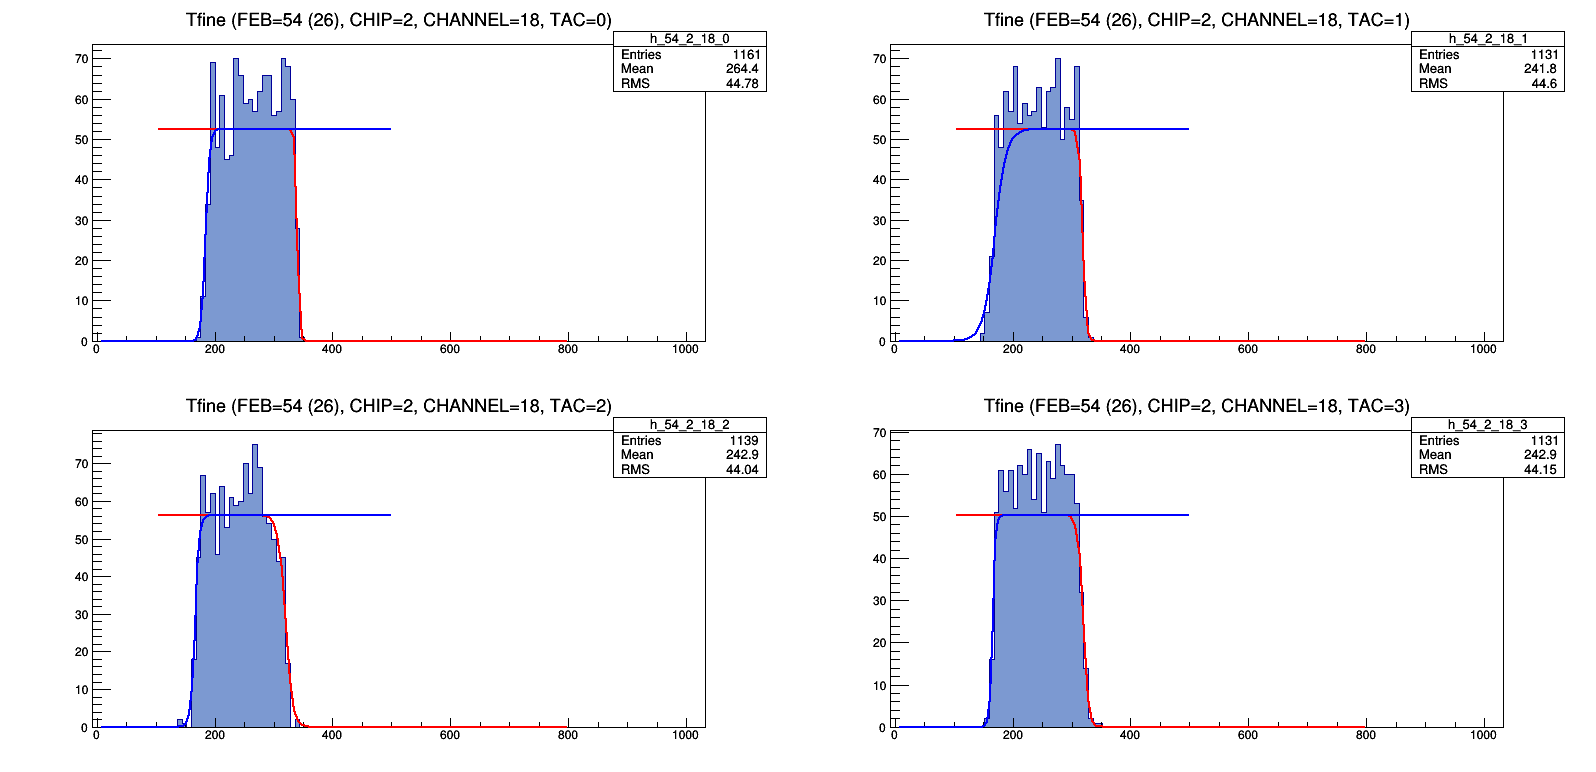 Tfine (FEB=54 (26), CHIP=2, CHANNEL=18, TAC=0)
h_54_2_18_0
Entries 1161
Mean 264.4
RMS 44.78
70
60
50
40
30
20
10
0
0 200 400 600 800 1000
Tfine (FEB=54 (26), CHIP=2, CHANNEL=18, TAC=1)
h_54_2_18_1
Entries 1131
Mean 241.8
RMS 44.6
70
60
50
40
30
20
10
0
0 200 400 600 800 1000
Tfine (FEB=54 (26), CHIP=2, CHANNEL=18, TAC=2)
h_54_2_18_2
Entries 1139
Mean 242.9
RMS 44.04
70
60
50
40
30
20
10
0
0 200 400 600 800 1000
Tfine (FEB=54 (26), CHIP=2, CHANNEL=18, TAC=3)
h_54_2_18_3
Entries 1131
Mean 242.9
RMS 44.15
70
60
50
40
30
20
10
0
0 200 400 600 800 1000